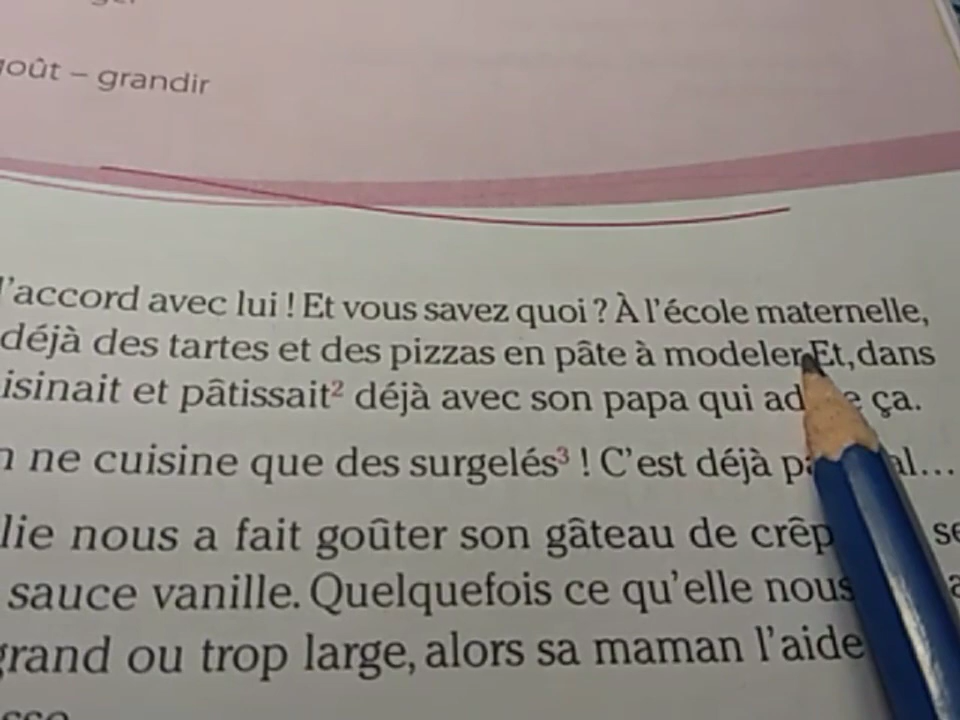 goût – grandir
l'accord avec lui ! Et vous savez quoi ? À l'école maternelle,
déjà des tartes et des pizzas en pâte à modeler Et, dans
isinait et pâtissait² déjà avec son papa qui ça.
ne cuisine que des surgelés³ ! C'est déjà
lie nous a fait goûter son gâteau de
sauce vanille. Quelquefois ce qu'elle nous
grand ou trop large, alors sa maman l'aide